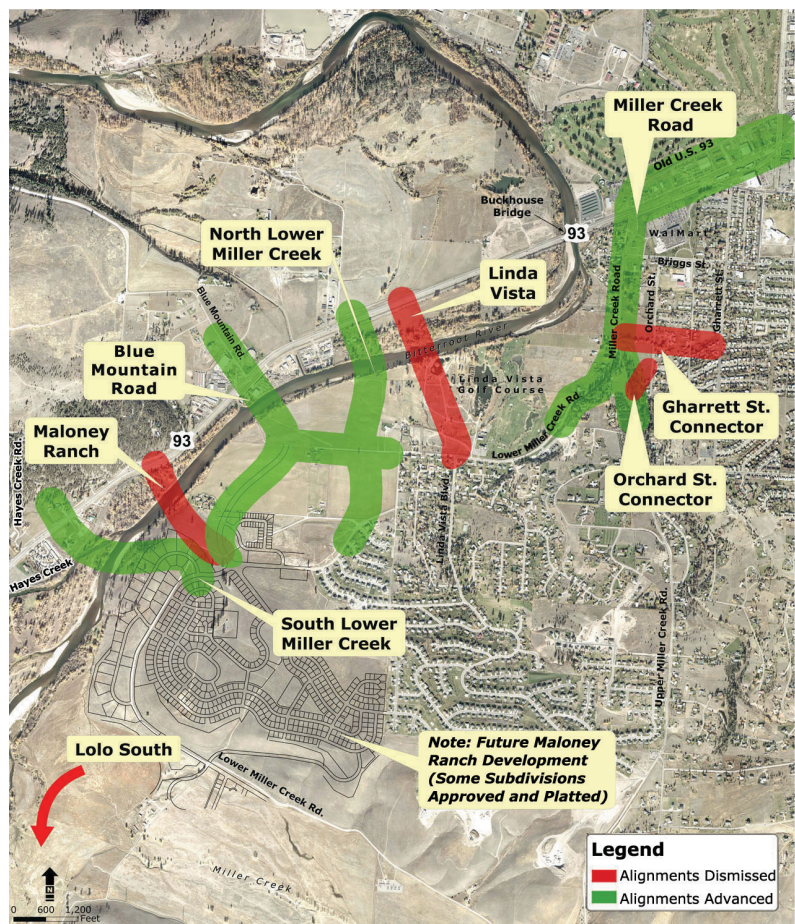 Miller Creek
Road
Old U.S. 93
Buckhouse
Bridge
93
WalMart
Briggs St.
North Lower
Miller Creek
Linda
Vista
Blue Mountain Rd.
Miller Creek Road
Orchard St.
Gharrett St.
Bitterroot River
Blue
Mountain
Road
Linda Vista
Golf Course
Gharrett St.
Connector
Maloney
Ranch
93
Lower Miller Creek Rd.
Hayes Creek Rd.
Orchard St.
Connector
Linda Vista Blvd.
Hayes Creek
South Lower
Miller Creek
Upper Miller Creek Rd.
Lolo South
Note: Future Maloney
Ranch Development
(Some Subdivisions
Approved and Platted)
Lower Miller Creek Rd.
Miller Creek
Legend
Alignments Dismissed
Alignments Advanced
N
0 600 1,200
Feet